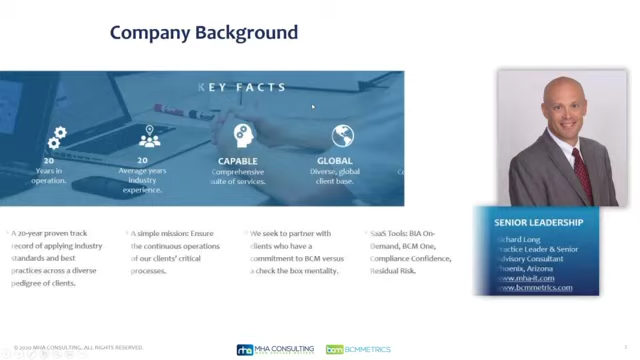 Company Background
KEY FACTS
20
Years in
operation.
20
Average years
industry
experience.
CAPABLE
Comprehensive
suite of services.
GLOBAL
Diverse, global
client base.
A 20-year proven track
record of applying industry
standards and best
practices across a diverse
pedigree of clients.
A simple mission: Ensure
the continuous operations
of our clients' critical
processes.
We seek to partner with
clients who have a
commitment to BCM versus
a check the box mentality.
SaaS Tools: BIA On-
Demand, BCM One,
Compliance Confidence,
Residual Risk.
SENIOR LEADERSHIP
Richard Long
Practice Leader & Senior
Advisory Consultant
Phoenix, Arizona
www.mha-it.com
www.bcmmetrics.com
MHA CONSULTING. ALL RIGHTS RESERVED.
mha MHA CONSULTING
bcm BCMMETRICS